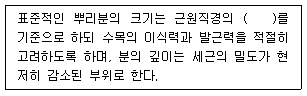 표준적인 뿌리분의 크기는 근원직경의 (   )를
기준으로 하되 수목의 이식력과 발근력을 적절히
고려하도록 하며, 분의 깊이는 세근의 밀도가 현
저히 감소된 부위로 한다.